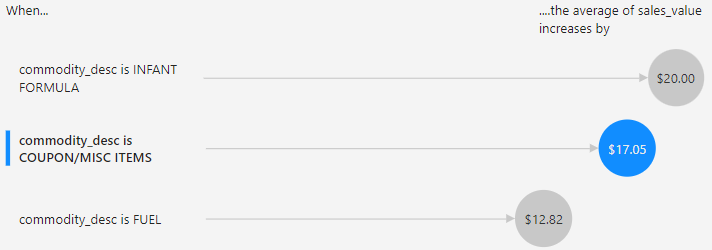 When...
....the average of sales_value
increases by
commodity_desc is INFANT
FORMULA
$20.00
commodity_desc is
COUPON/MISC ITEMS
$17.05
commodity_desc is FUEL
$12.82